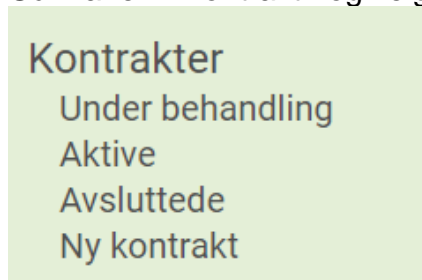 Kontrakter
Under behandling
Aktive
Avsluttede
Ny kontrakt